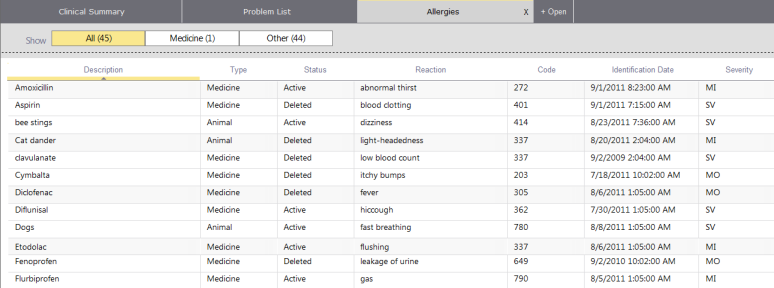 Clinical Summary Problem List Allergies X + Open
Show All (45) Medicine (1) Other (44)
Description Type Status Reaction Code Identification Date Severity
Amoxicillin Medicine Active abnormal thirst 272 9/1/2011 8:23:00 AM MI
Aspirin Medicine Deleted blood clotting 401 9/1/2011 7:15:00 AM SV
bee stings Animal Active dizziness 414 8/23/2011 7:36:00 AM SV
Cat dander Animal Deleted light-headedness 337 8/20/2011 2:04:00 AM MI
clavulanate Medicine Deleted low blood count 337 9/2/2009 2:04:00 AM SV
Cymbalta Medicine Deleted itchy bumps 203 7/18/2011 10:02:00 AM MO
Diclofenac Medicine Deleted fever 305 8/6/2011 1:05:00 AM MO
Diflunisal Medicine Active hiccough 362 7/30/2011 1:05:00 AM SV
Dogs Animal Active fast breathing 780 8/8/2011 1:05:00 AM SV
Etodolac Medicine Active flushing 337 8/6/2011 1:05:00 AM MI
Fenoprofen Medicine Deleted leakage of urine 649 9/2/2010 10:02:00 AM MO
Flurbiprofen Medicine Active gas 790 8/5/2011 1:05:00 AM MI